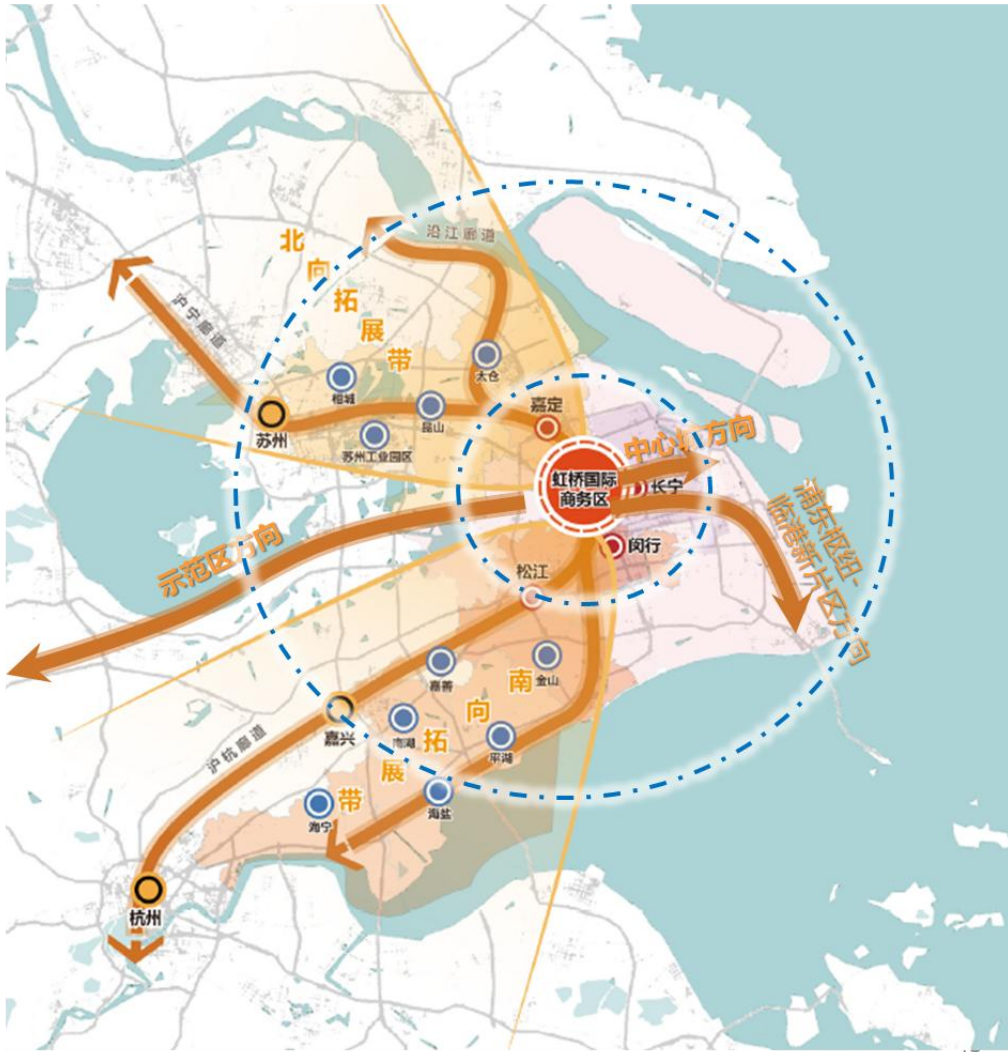 北向拓展带
沿江廊道
沪宁廊道
太仓
相城
昆山
苏州
苏州工业园区
嘉定
中心城方向
虹桥国际
商务区
长宁
闵行
浦东枢纽-
临港新片区方向
示范区方向
松江
嘉善
金山
南向拓展带
嘉兴
南湖
平湖
沪杭廊道
海宁
海盐
杭州